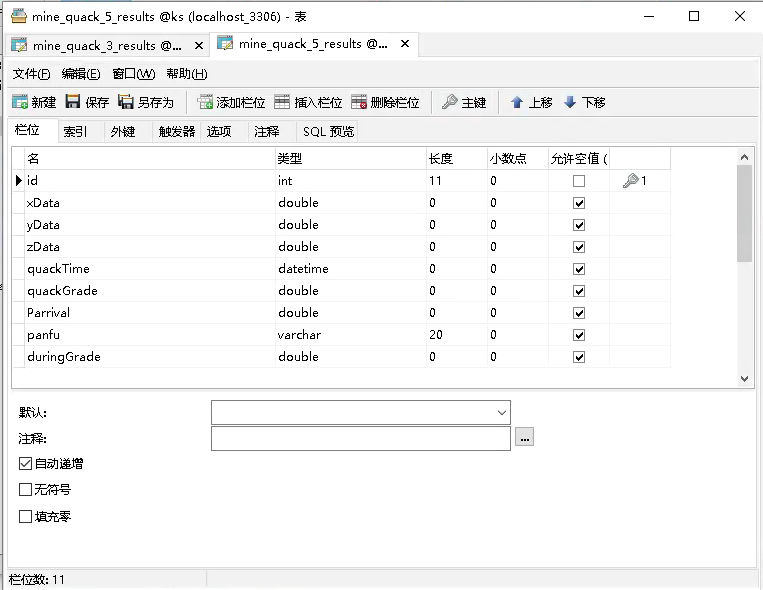 mine_quack_5_results @ks (localhost_3306) - 表
mine_quack_3_results @... mine_quack_5_results @...
文件(F) 编辑(E) 窗口(W) 帮助(H)
新建 保存 另存为 添加栏位 插入栏位 删除栏位 主键 上移 下移
栏位 索引 外键 触发器 选项 注释 SQL 预览
名 类型 长度 小数点 允许空值 (
id int 11 0 1
xData double 0 0
yData double 0 0
zData double 0 0
quackTime datetime 0 0
quackGrade double 0 0
Parrival double 0 0
panfu varchar 20 0
duringGrade double 0 0
默认:
注释:
...
自动递增
无符号
填充零
栏位数: 11